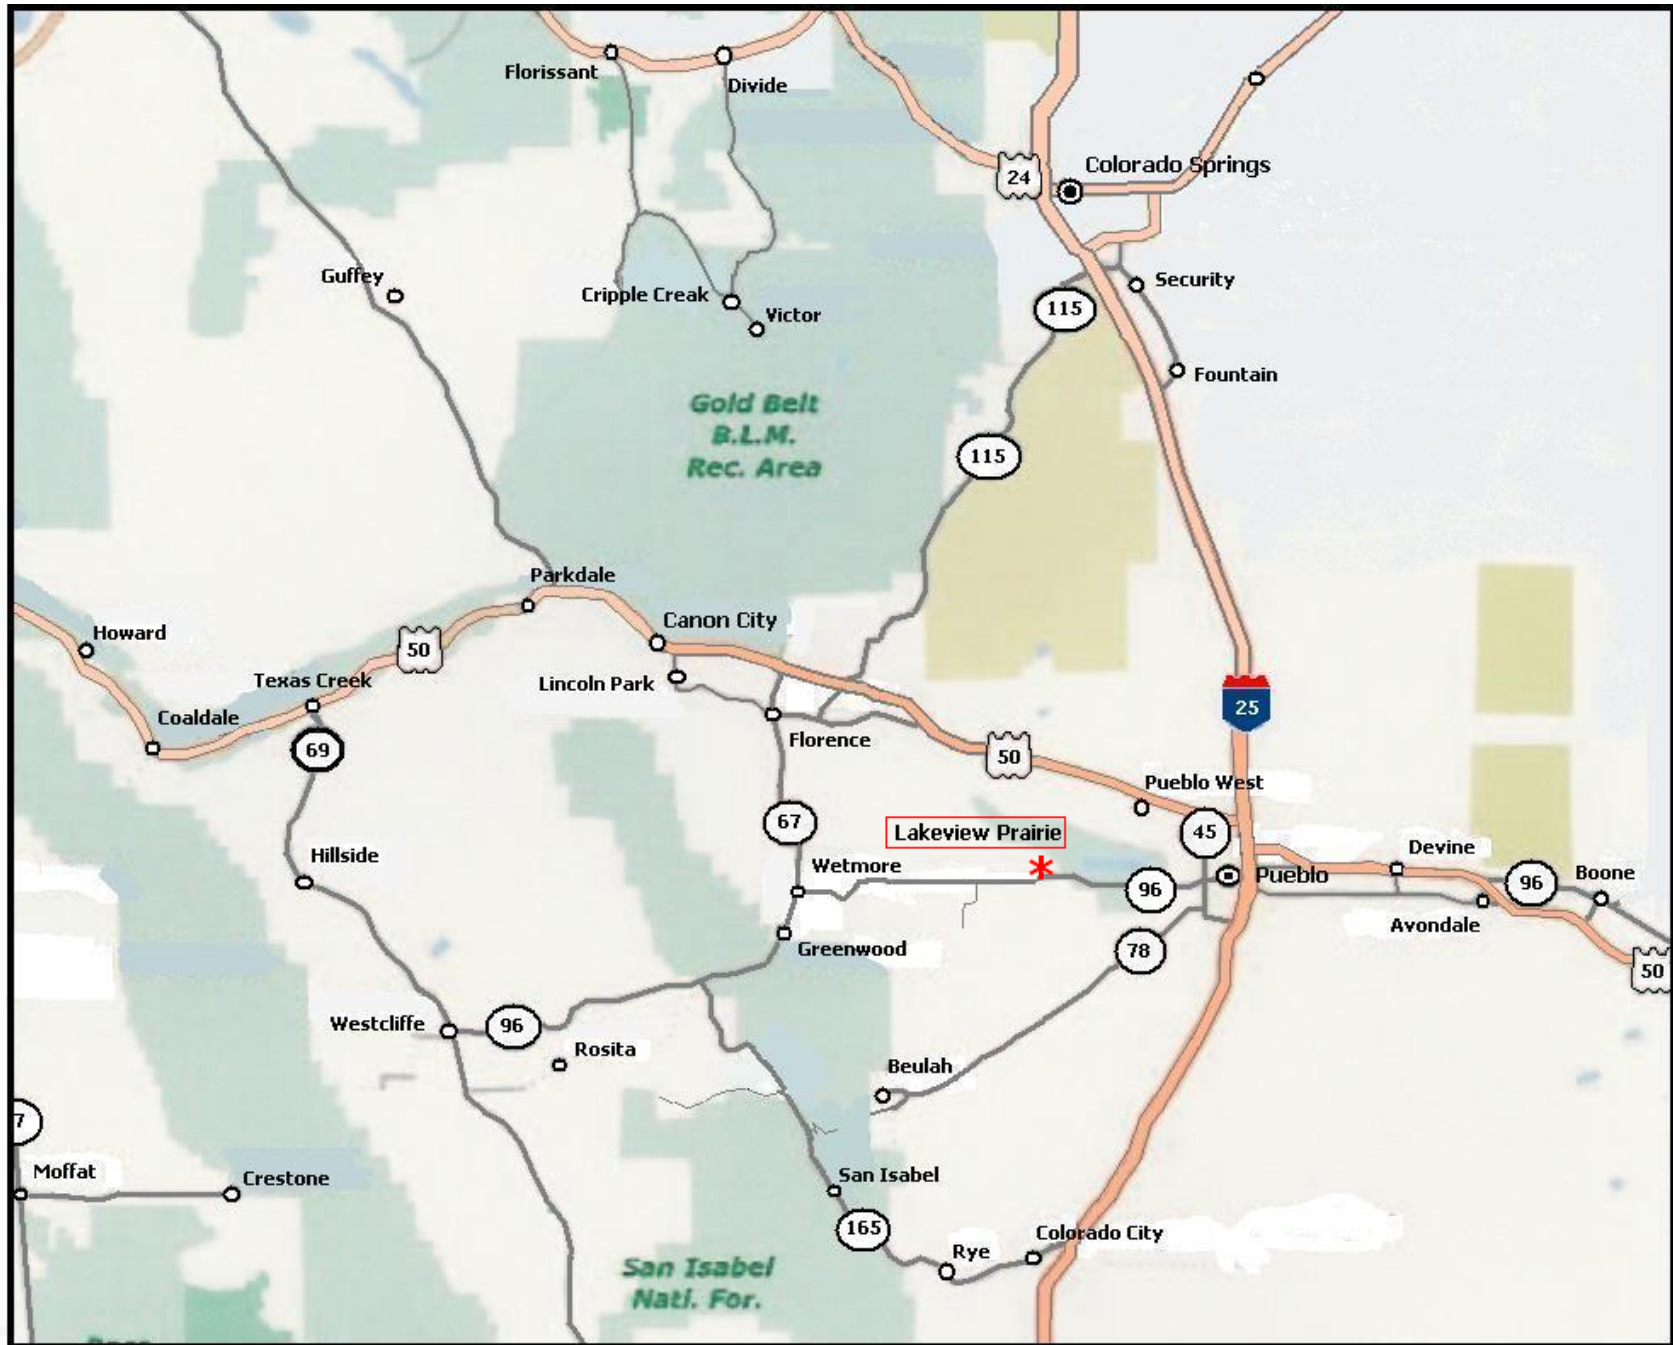 Florissant
Divide
24
Colorado Springs
Guffey
Cripple Creak
Victor
115
Security
Fountain
Gold Belt
B.L.M.
Rec. Area
115
Parkdale
Howard
Canon City
50
Texas Creek
Lincoln Park
Coaldale
69
Florence
25
50
Pueblo West
67
Lakeview Prairie
45
Hillside
Wetmore
Devine
96
Pueblo
96
Boone
Avondale
Greenwood
78
50
Westcliffe
96
Rosita
Beulah
7
Moffat
Crestone
San Isabel
165
Rye
Colorado City
San Isabel
Natl. For.